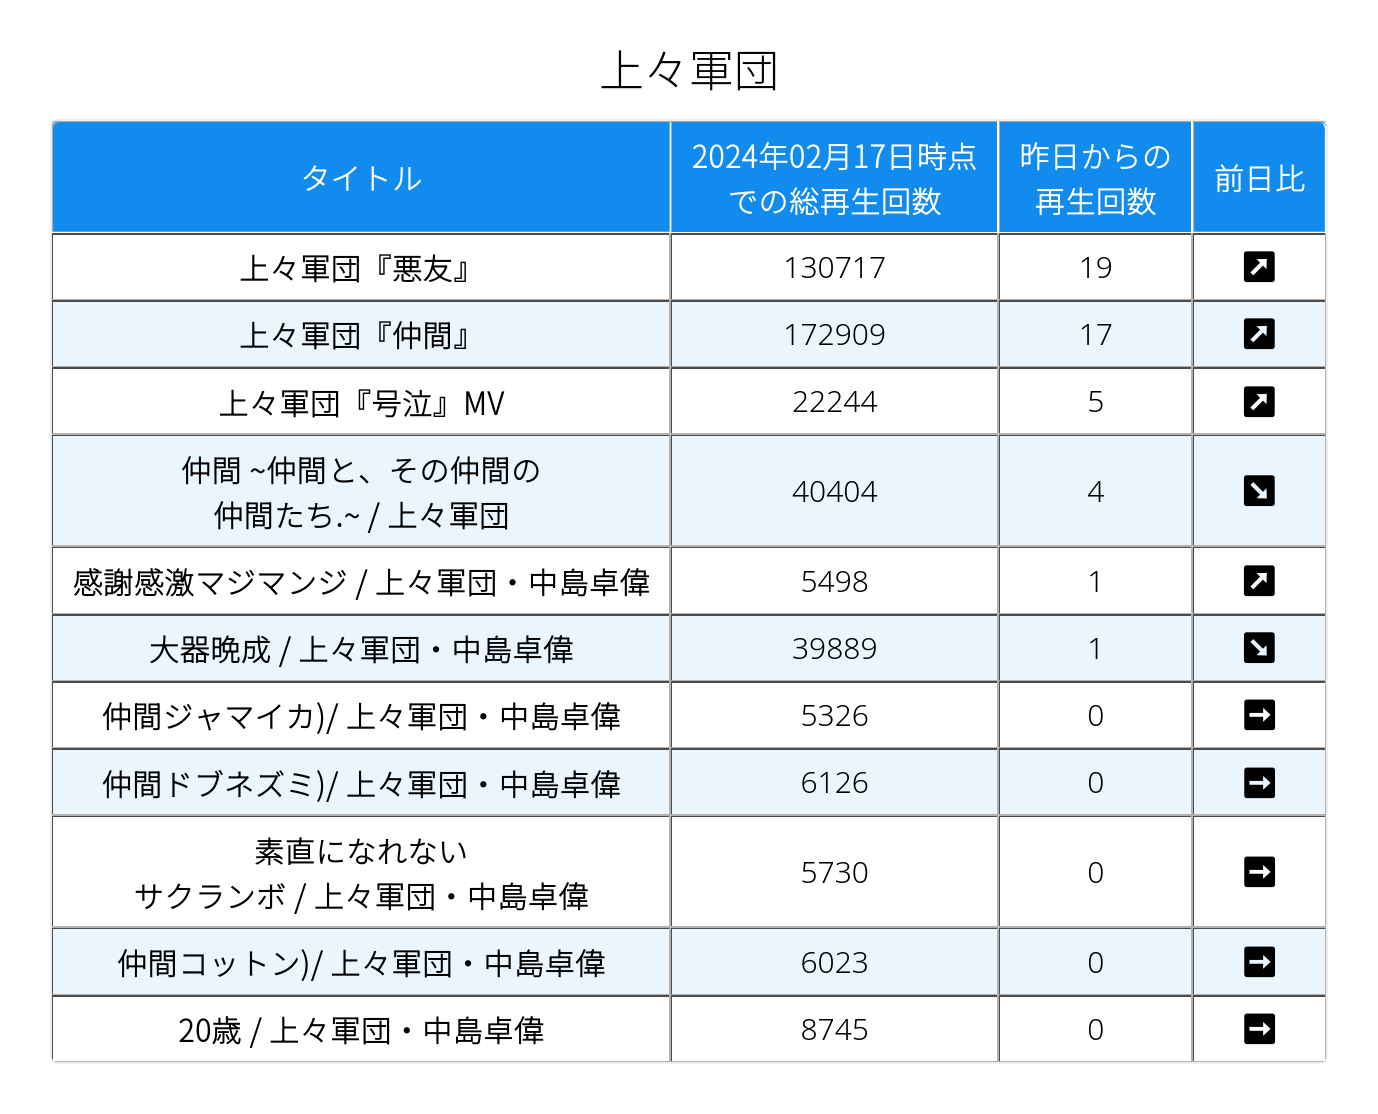 上々軍団
タイトル
2024年02月17日時点
での総再生回数
昨日からの
再生回数
前日比
上々軍団『悪友』 130717 19 ↗
上々軍団『仲間』 172909 17 ↗
上々軍団『号泣』MV 22244 5 ↗
仲間 ~仲間と、その仲間の
仲間たち.~ / 上々軍団 40404 4 ↘
感謝感激マジマンジ / 上々軍団・中島卓偉 5498 1 ↗
大器晩成 / 上々軍団・中島卓偉 39889 1 ↘
仲間ジャマイカ)/ 上々軍団・中島卓偉 5326 0 →
仲間ドブネズミ)/ 上々軍団・中島卓偉 6126 0 →
素直になれない
サクランボ / 上々軍団・中島卓偉 5730 0 →
仲間コットン)/ 上々軍団・中島卓偉 6023 0 →
20歳 / 上々軍団・中島卓偉 8745 0 →